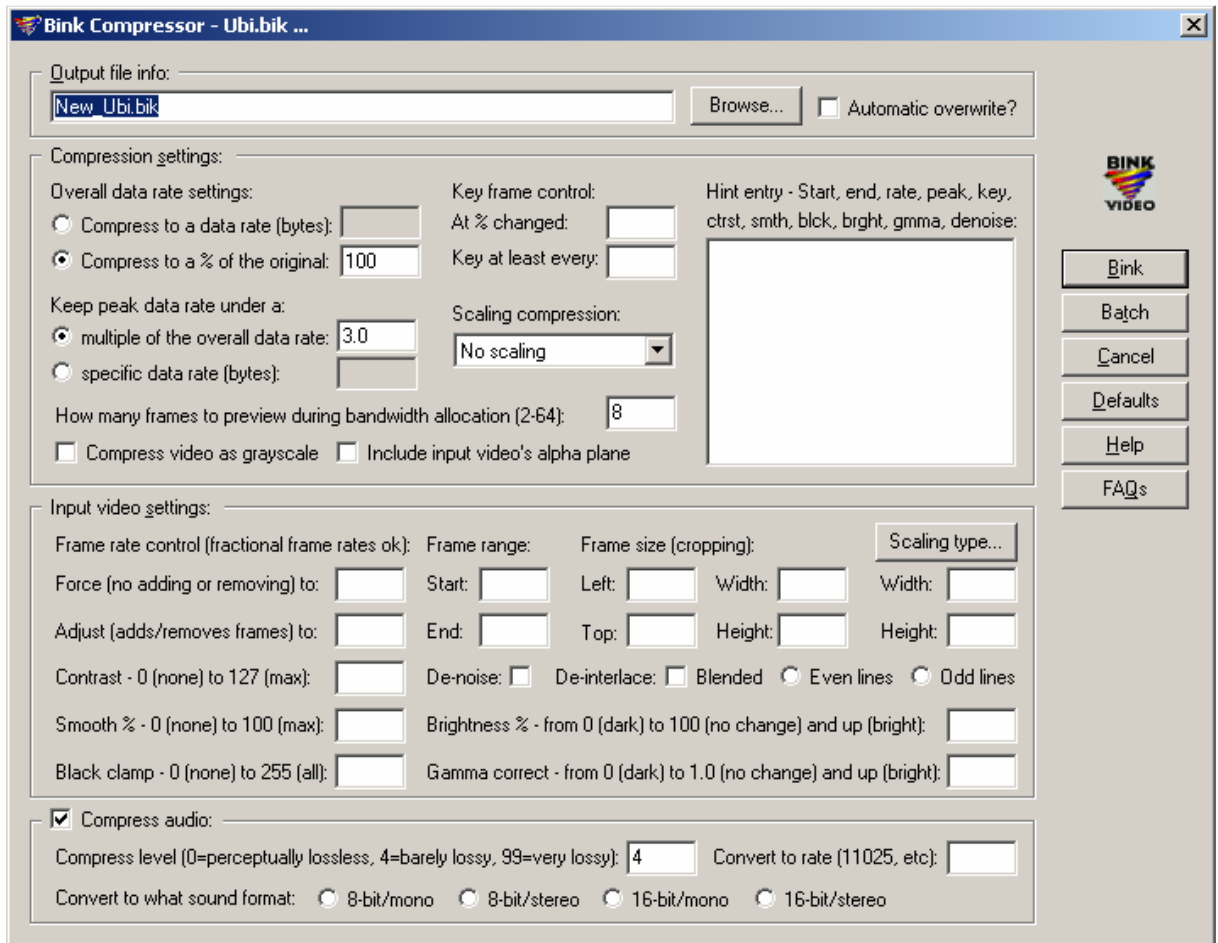 Bink Compressor - Ubi.bik ...
Output file info:
New_Ubi.bik
Browse...
Automatic overwrite?
Compression settings:
Overall data rate settings:
Compress to a data rate (bytes):
Compress to a % of the original: 100
Keep peak data rate under a:
multiple of the overall data rate: 3.0
specific data rate (bytes):
Key frame control:
At % changed:
Key at least every:
Scaling compression:
No scaling
How many frames to preview during bandwidth allocation (2-64): 8
Compress video as grayscale
Include input video's alpha plane
Hint entry - Start, end, rate, peak, key,
ctrst, smth, blck, brght, gmma, denoise:
BINK
VIDEO
Bink
Batch
Cancel
Defaults
Help
FAQs
Input video settings:
Frame rate control (fractional frame rates ok):
Frame range:
Frame size (cropping):
Scaling type...
Force (no adding or removing) to:
Start:
Left:
Width:
Width:
Adjust (adds/removes frames) to:
End:
Top:
Height:
Height:
Contrast - 0 (none) to 127 (max):
De-noise:
De-interlace:
Blended
Even lines
Odd lines
Smooth % - 0 (none) to 100 (max):
Brightness % - from 0 (dark) to 100 (no change) and up (bright):
Black clamp - 0 (none) to 255 (all):
Gamma correct - from 0 (dark) to 1.0 (no change) and up (bright):
Compress audio:
Compress level (0=perceptually lossless, 4=barely lossy, 99=very lossy): 4
Convert to rate (11025, etc):
Convert to what sound format:
8-bit/mono
8-bit/stereo
16-bit/mono
16-bit/stereo